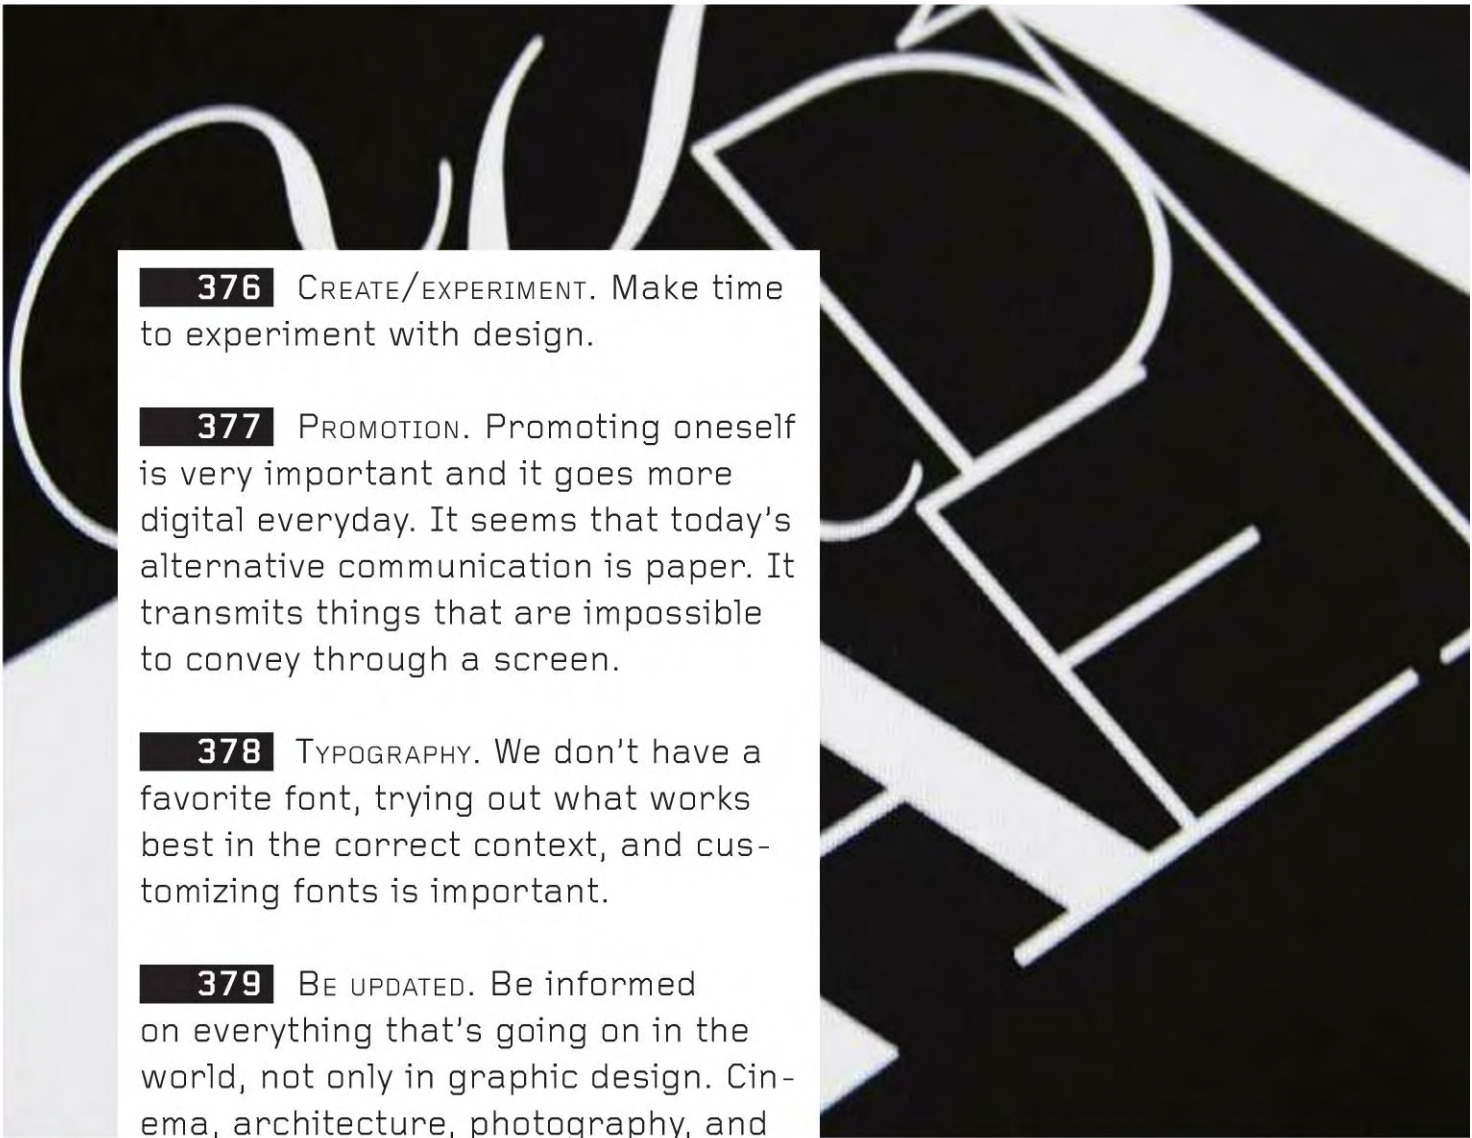 376 CREATE/EXPERIMENT. Make time
to experiment with design.
377 PROMOTION. Promoting oneself
is very important and it goes more
digital everyday. It seems that today's
alternative communication is paper. It
transmits things that are impossible
to convey through a screen.
378 TYPOGRAPHY. We don't have a
favorite font, trying out what works
best in the correct context, and cus-
tomizing fonts is important.
379 BE UPDATED. Be informed
on everything that's going on in the
world, not only in graphic design. Cin-
ema, architecture, photography, and